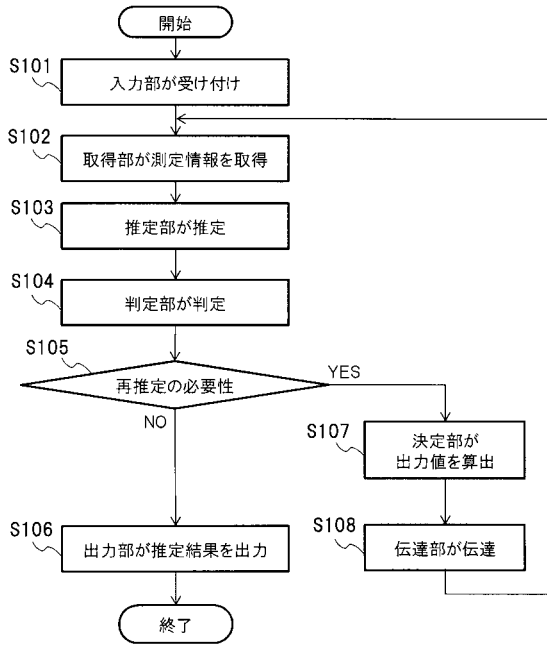 開始
S101
入力部が受け付け
S102
取得部が測定情報を取得
S103
推定部が推定
S104
判定部が判定
S105
再推定の必要性
YES
NO
S107
決定部が
出力値を算出
S106
出力部が推定結果を出力
S108
伝達部が伝達
終了